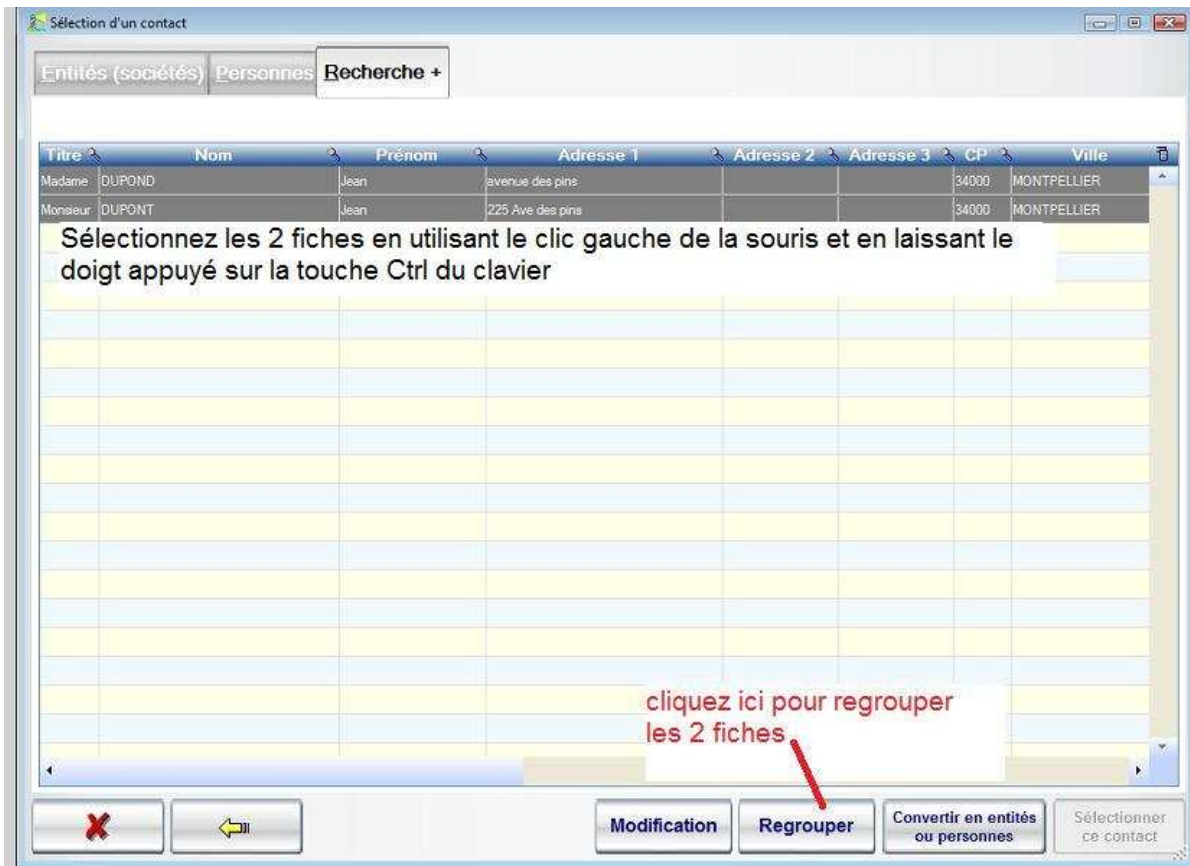 Sélection d'un contact
Entités (sociétés) Personnes Recherche +
Titre Nom Prénom Adresse 1 Adresse 2 Adresse 3 CP Ville
Madame DUPOND Jean avenue des pins 34000 MONTPELLIER
Monsieur DUPONT Jean 225 Ave des pins 34000 MONTPELLIER
Sélectionnez les 2 fiches en utilisant le clic gauche de la souris et en laissant le
doigt appuyé sur la touche Ctrl du clavier
cliquez ici pour regrouper
les 2 fiches
Modification Regrouper Convertir en entités
ou personnes Sélectionner
ce contact